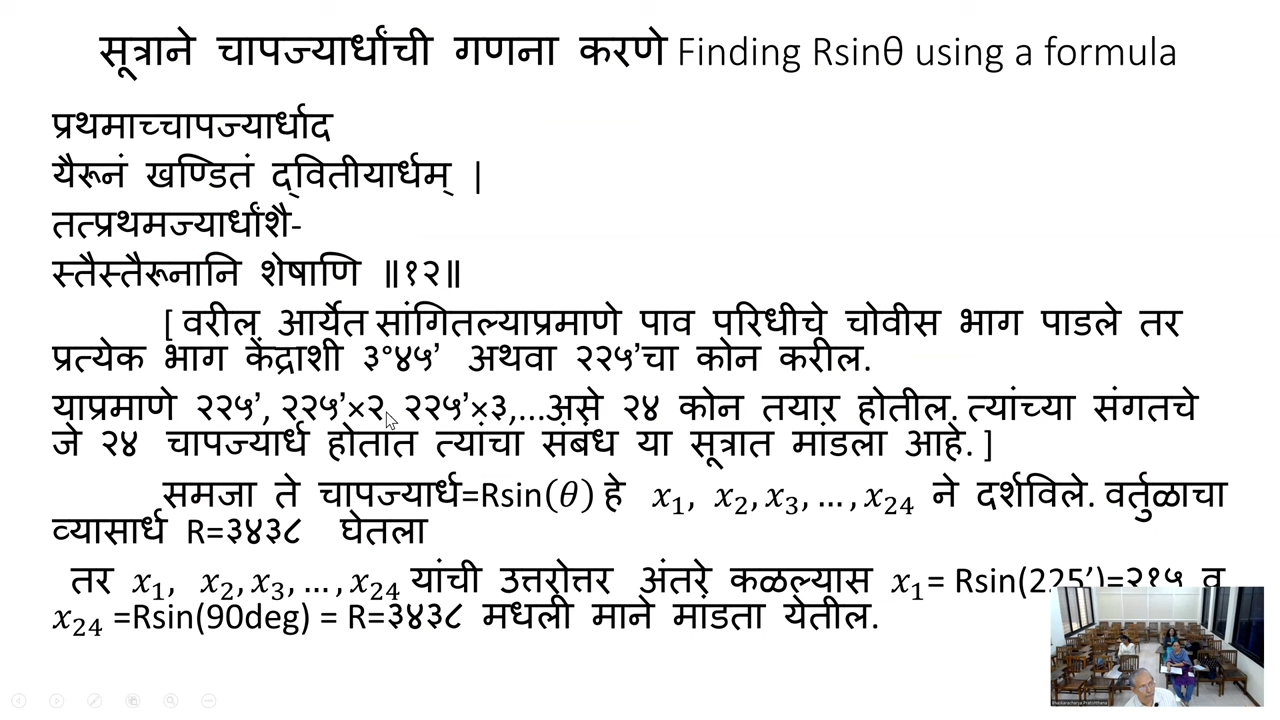 सूत्राने चापज्यार्धांची गणना करणे Finding Rsinθ using a formula
प्रथमाच्चापज्यार्धाद
यैरूनं खण्डितं द्वितीयार्धम् |
तत्प्रथमज्यार्धांशै-
स्तैस्तैरूनानि शेषाणि ॥१२॥
[ वरील आर्येत सांगितल्याप्रमाणे पाव परिधीचे चोवीस भाग पाडले तर
प्रत्येक भाग केंद्राशी ३°४५’ अथवा २२५’चा कोन करील.
याप्रमाणे २२५’, २२५’×२, २२५’×३,...असे २४ कोन तयार होतील. त्यांच्या संगतचे
जे २४ चापज्यार्ध होतात त्यांचा संबंध या सूत्रात मांडला आहे. ]
समजा ते चापज्यार्ध=Rsin(θ) हे x₁, x₂, x₃, … , x₂₄ ने दर्शविले. वर्तुळाचा
व्यासार्ध R=३४३८ घेतला
तर x₁, x₂, x₃, … , x₂₄ यांची उत्तरोत्तर अंतरे कळल्यास x₁= Rsin(225’)=२१५ व
x₂₄ =Rsin(90deg) = R=३४३८ मधली माने मांडता येतील.
Bhaskaracharya Pratishthana